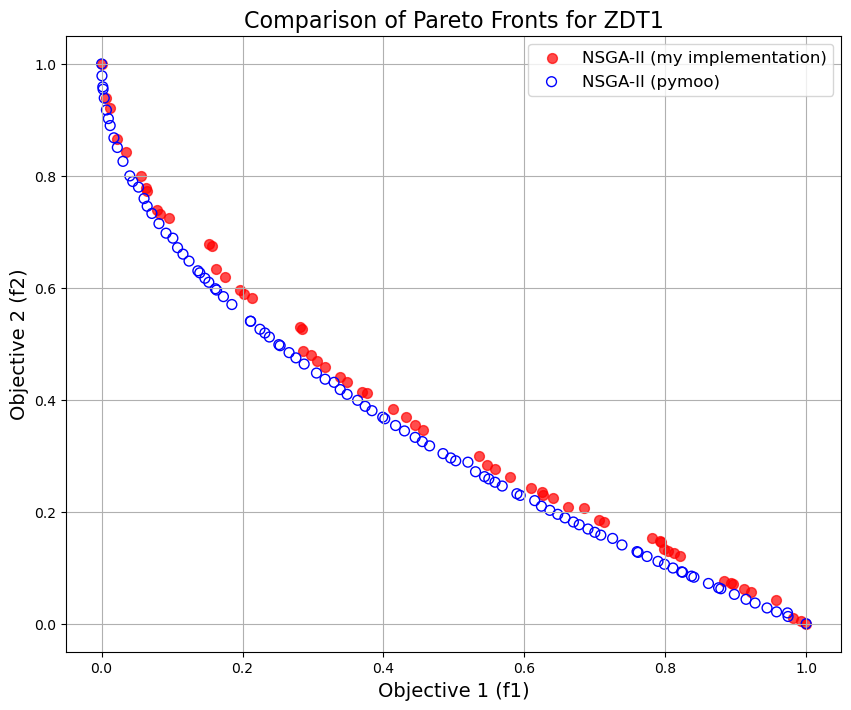 Comparison of Pareto Fronts for ZDT1
NSGA-II (my implementation)
NSGA-II (pymoo)
Objective 2 (f2)
1.0
0.8
0.6
0.4
0.2
0.0
0.0 0.2 0.4 0.6 0.8 1.0
Objective 1 (f1)